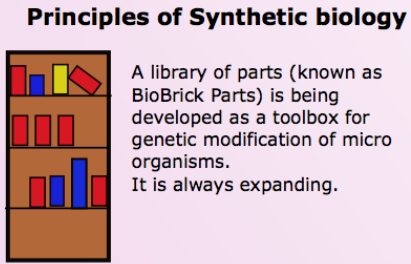 Principles of Synthetic biology
A library of parts (known as
BioBrick Parts) is being
developed as a toolbox for
genetic modification of micro
organisms.
It is always expanding.